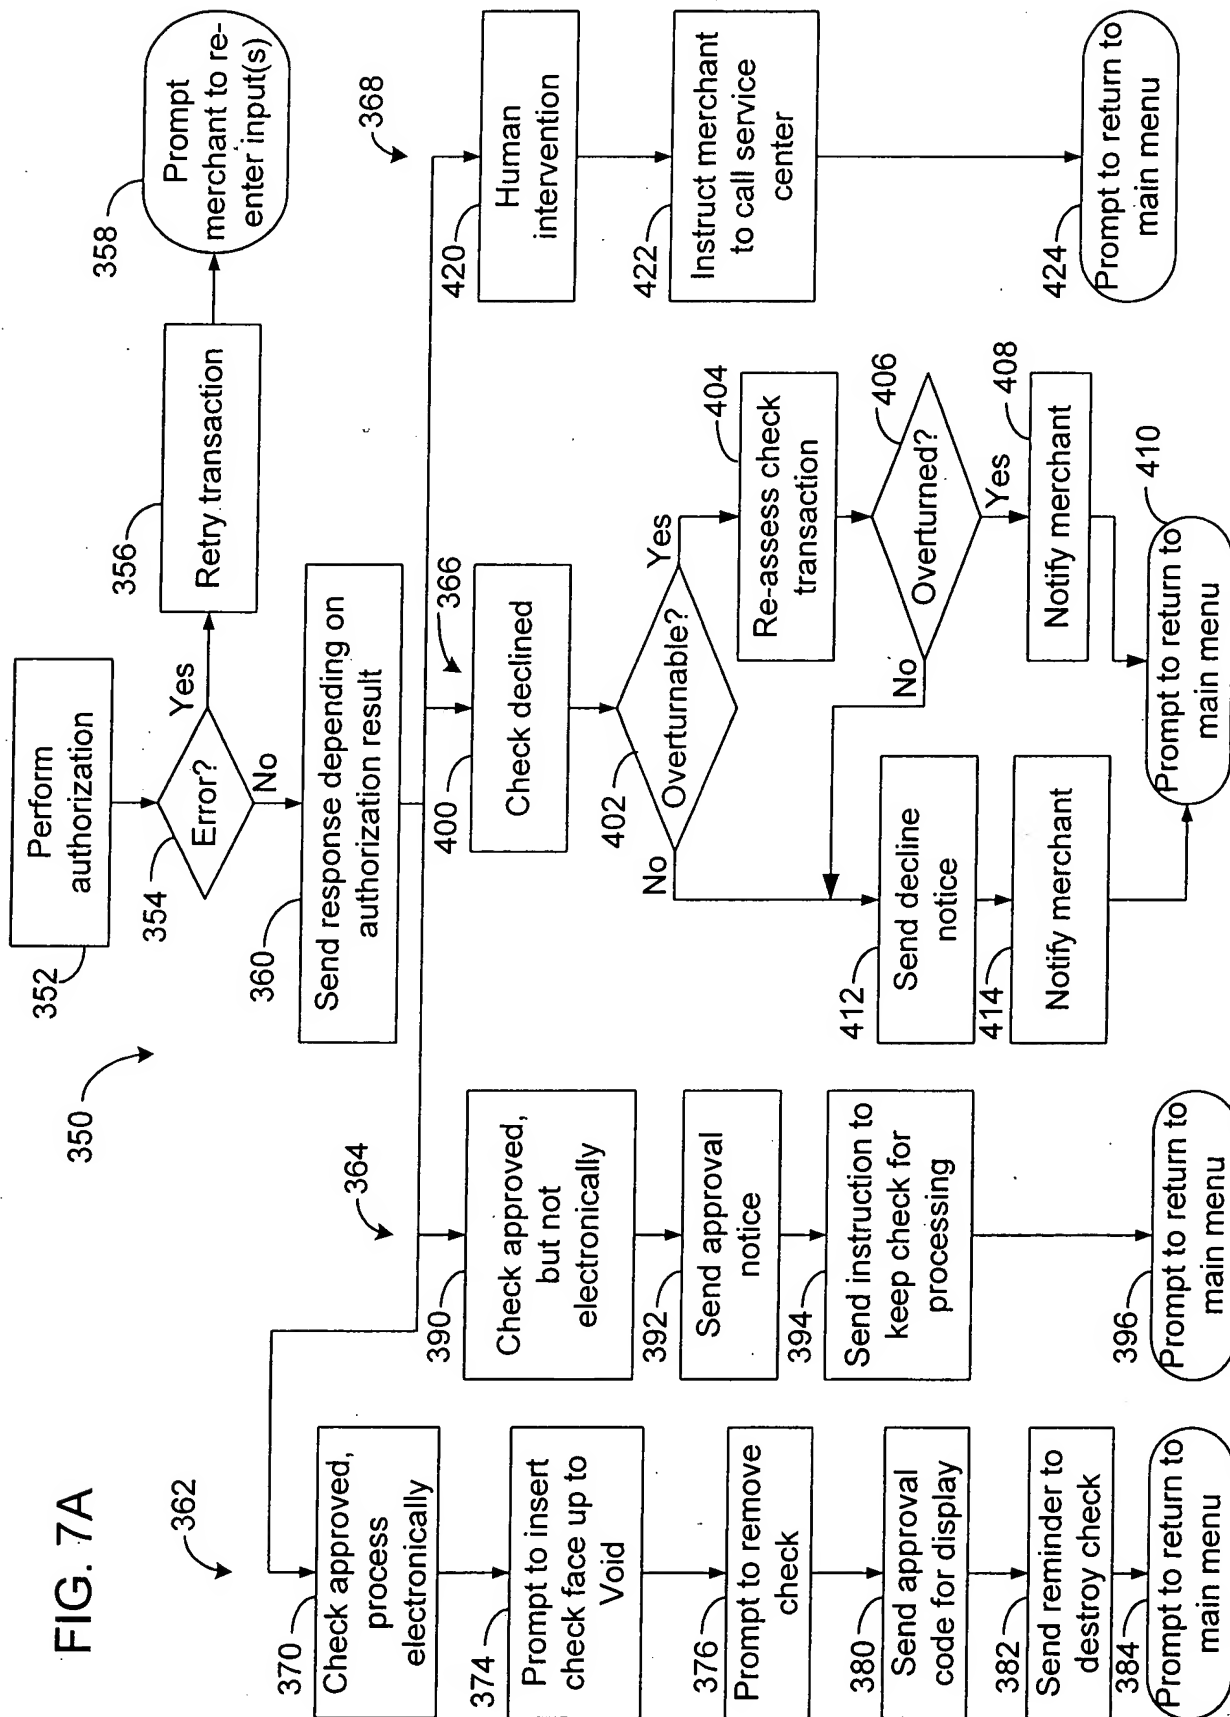 FIG. 7A
350
352
Perform
authorization
354
Error?
Yes
No
356
Retry transaction
358
Prompt
merchant to re-
enter input(s)
360
Send response depending on
authorization result
362
370
Check approved,
process
electronically
374
Prompt to insert
check face up to
Void
376
Prompt to remove
check
380
Send approval
code for display
382
Send reminder to
destroy check
384
Prompt to return to
main menu
364
390
Check approved,
but not
electronically
392
Send approval
notice
394
Send instruction to
keep check for
processing
396
Prompt to return to
main menu
366
400
Check declined
402
Overturnable?
No
Yes
404
Re-assess check
transaction
406
Overturned?
No
Yes
408
Notify merchant
410
Prompt to return to
main menu
412
Send decline
notice
414
Notify merchant
368
420
Human
intervention
422
Instruct merchant
to call service
center
424
Prompt to return to
main menu